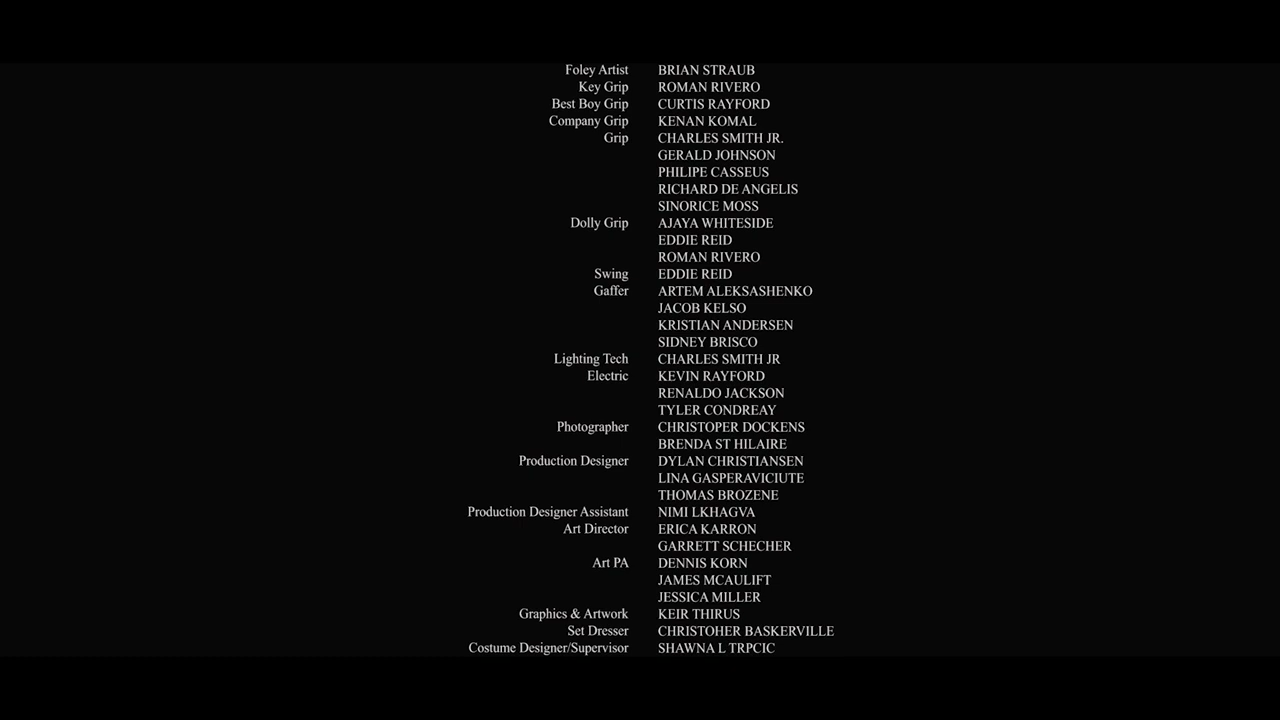 Foley Artist BRIAN STRAUB
Key Grip ROMAN RIVERO
Best Boy Grip CURTIS RAYFORD
Company Grip KENAN KOMAL
Grip CHARLES SMITH JR.
GERALD JOHNSON
PHILIPE CASSEUS
RICHARD DE ANGELIS
SINORICE MOSS
Dolly Grip AJAYA WHITESIDE
EDDIE REID
ROMAN RIVERO
Swing EDDIE REID
Gaffer ARTEM ALEKSASHENKO
JACOB KELSO
KRISTIAN ANDERSEN
SIDNEY BRISCO
Lighting Tech CHARLES SMITH JR
Electric KEVIN RAYFORD
RENALDO JACKSON
TYLER CONDREAY
Photographer CHRISTOPER DOCKENS
BRENDA ST HILAIRE
Production Designer DYLAN CHRISTIANSEN
LINA GASPERAVICIUTE
THOMAS BROZENE
Production Designer Assistant NIMI LKHAGVA
Art Director ERICA KARRON
GARRETT SCHECHER
Art PA DENNIS KORN
JAMES MCAULIFT
JESSICA MILLER
Graphics & Artwork KEIR THIRUS
Set Dresser CHRISTOHER BASKERVILLE
Costume Designer/Supervisor SHAWNA L TRPCIC